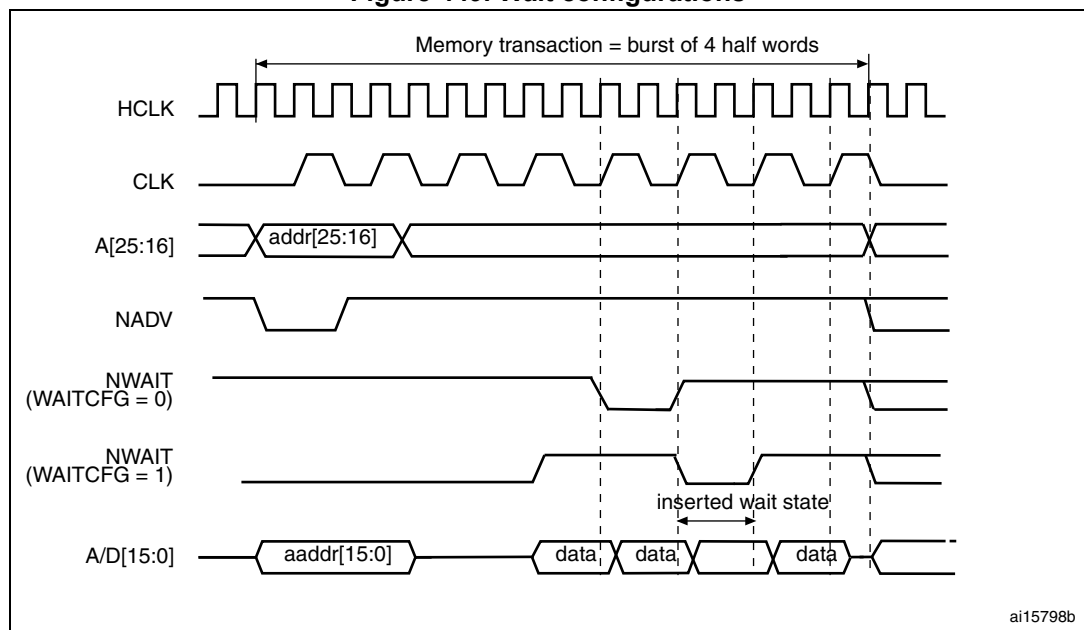 Memory transaction = burst of 4 half words
HCLK
CLK
A[25:16]
addr[25:16]
NADV
NWAIT
(WAITCFG = 0)
NWAIT
(WAITCFG = 1)
inserted wait state
A/D[15:0]
aaddr[15:0]
data
data
data
ai15798b